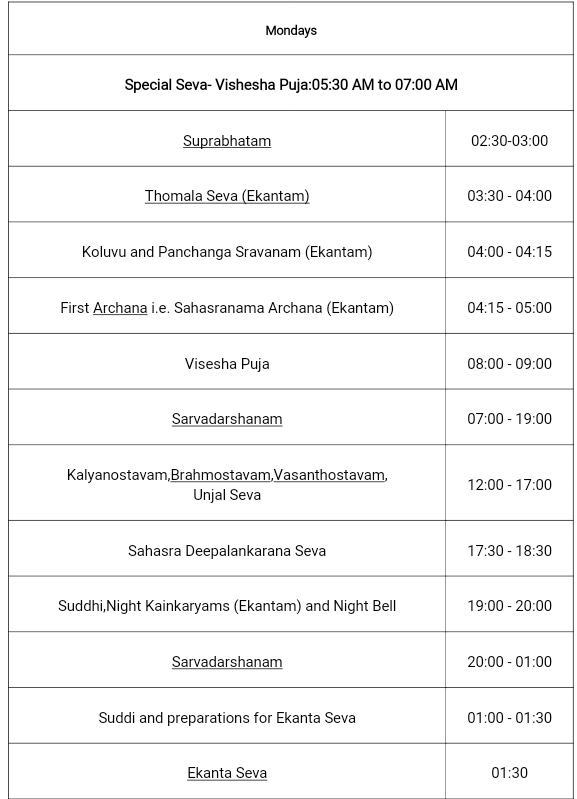 Mondays
Special Seva- Vishesha Puja:05:30 AM to 07:00 AM
Suprabhatam 02:30-03:00
Thomala Seva (Ekantam) 03:30 - 04:00
Koluvu and Panchanga Sravanam (Ekantam) 04:00 - 04:15
First Archana i.e. Sahasranama Archana (Ekantam) 04:15 - 05:00
Visesha Puja 08:00 - 09:00
Sarvadarshanam 07:00 - 19:00
Kalyanostavam,Brahmostavam,Vasanthostavam,
Unjal Seva 12:00 - 17:00
Sahasra Deepalankarana Seva 17:30 - 18:30
Suddhi,Night Kainkaryams (Ekantam) and Night Bell 19:00 - 20:00
Sarvadarshanam 20:00 - 01:00
Suddi and preparations for Ekanta Seva 01:00 - 01:30
Ekanta Seva 01:30